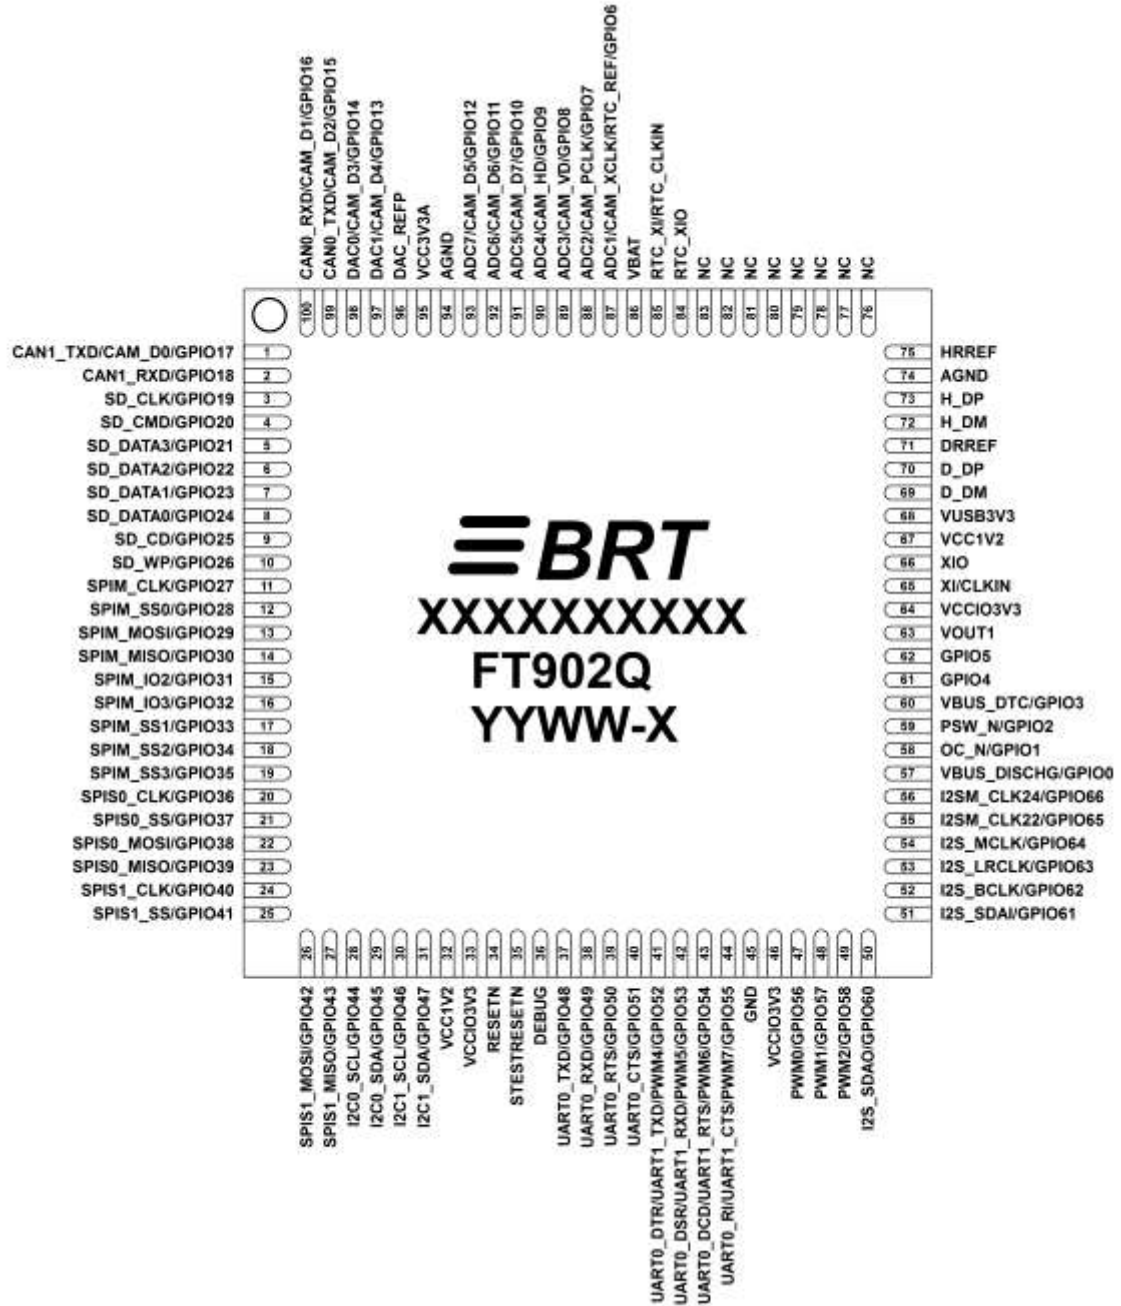 CAN0_RXD/CAM_D1/GPIO16
CAN0_TXD/CAM_D2/GPIO15
DAC0/CAM_D3/GPIO14
DAC1/CAM_D4/GPIO13
DAC_REFP
VCC3V3A
AGND
ADC7/CAM_D5/GPIO12
ADC6/CAM_D6/GPIO11
ADC5/CAM_D7/GPIO10
ADC4/CAM_HD/GPIO9
ADC3/CAM_VD/GPIO8
ADC2/CAM_PCLK/GPIO7
ADC1/CAM_XCLK/RTC_REF/GPIO6
VBAT
RTC_XI/RTC_CLKIN
RTC_XIO
NC
NC
NC
NC
NC
NC
NC
NC
100 99 98 97 96 95 94 93 92 91 90 89 88 87 86 85 84 83 82 81 80 79 78 77 76
CAN1_TXD/CAM_D0/GPIO17 1
CAN1_RXD/GPIO18 2
SD_CLK/GPIO19 3
SD_CMD/GPIO20 4
SD_DATA3/GPIO21 5
SD_DATA2/GPIO22 6
SD_DATA1/GPIO23 7
SD_DATA0/GPIO24 8
SD_CD/GPIO25 9
SD_WP/GPIO26 10
SPIM_CLK/GPIO27 11
SPIM_SS0/GPIO28 12
SPIM_MOSI/GPIO29 13
SPIM_MISO/GPIO30 14
SPIM_IO2/GPIO31 15
SPIM_IO3/GPIO32 16
SPIM_SS1/GPIO33 17
SPIM_SS2/GPIO34 18
SPIM_SS3/GPIO35 19
SPIS0_CLK/GPIO36 20
SPIS0_SS/GPIO37 21
SPIS0_MOSI/GPIO38 22
SPIS0_MISO/GPIO39 23
SPIS1_CLK/GPIO40 24
SPIS1_SS/GPIO41 25
BRT
XXXXXXXXXX
FT902Q
YYWW-X
75 HRREF
74 AGND
73 H_DP
72 H_DM
71 DRREF
70 D_DP
69 D_DM
68 VUSB3V3
67 VCC1V2
66 XIO
65 XI/CLKIN
64 VCCIO3V3
63 VOUT1
62 GPIO5
61 GPIO4
60 VBUS_DTC/GPIO3
59 PSW_N/GPIO2
58 OC_N/GPIO1
57 VBUS_DISCHG/GPIO0
56 I2SM_CLK24/GPIO66
55 I2SM_CLK22/GPIO65
54 I2S_MCLK/GPIO64
53 I2S_LRCLK/GPIO63
52 I2S_BCLK/GPIO62
51 I2S_SDAI/GPIO61
26 27 28 29 30 31 32 33 34 35 36 37 38 39 40 41 42 43 44 45 46 47 48 49 50
SPIS1_MOSI/GPIO42
SPIS1_MISO/GPIO43
I2C0_SCL/GPIO44
I2C0_SDA/GPIO45
I2C1_SCL/GPIO46
I2C1_SDA/GPIO47
VCC1V2
VCCIO3V3
RESETN
STESTRESETN
DEBUG
UART0_TXD/GPIO48
UART0_RXD/GPIO49
UART0_RTS/GPIO50
UART0_CTS/GPIO51
UART0_DTR/UART1_TXD/PWM4/GPIO52
UART0_DSR/UART1_RXD/PWM5/GPIO53
UART0_DCD/UART1_RTS/PWM6/GPIO54
UART0_RI/UART1_CTS/PWM7/GPIO55
GND
VCCIO3V3
PWM0/GPIO56
PWM1/GPIO57
PWM2/GPIO58
I2S_SDAO/GPIO60